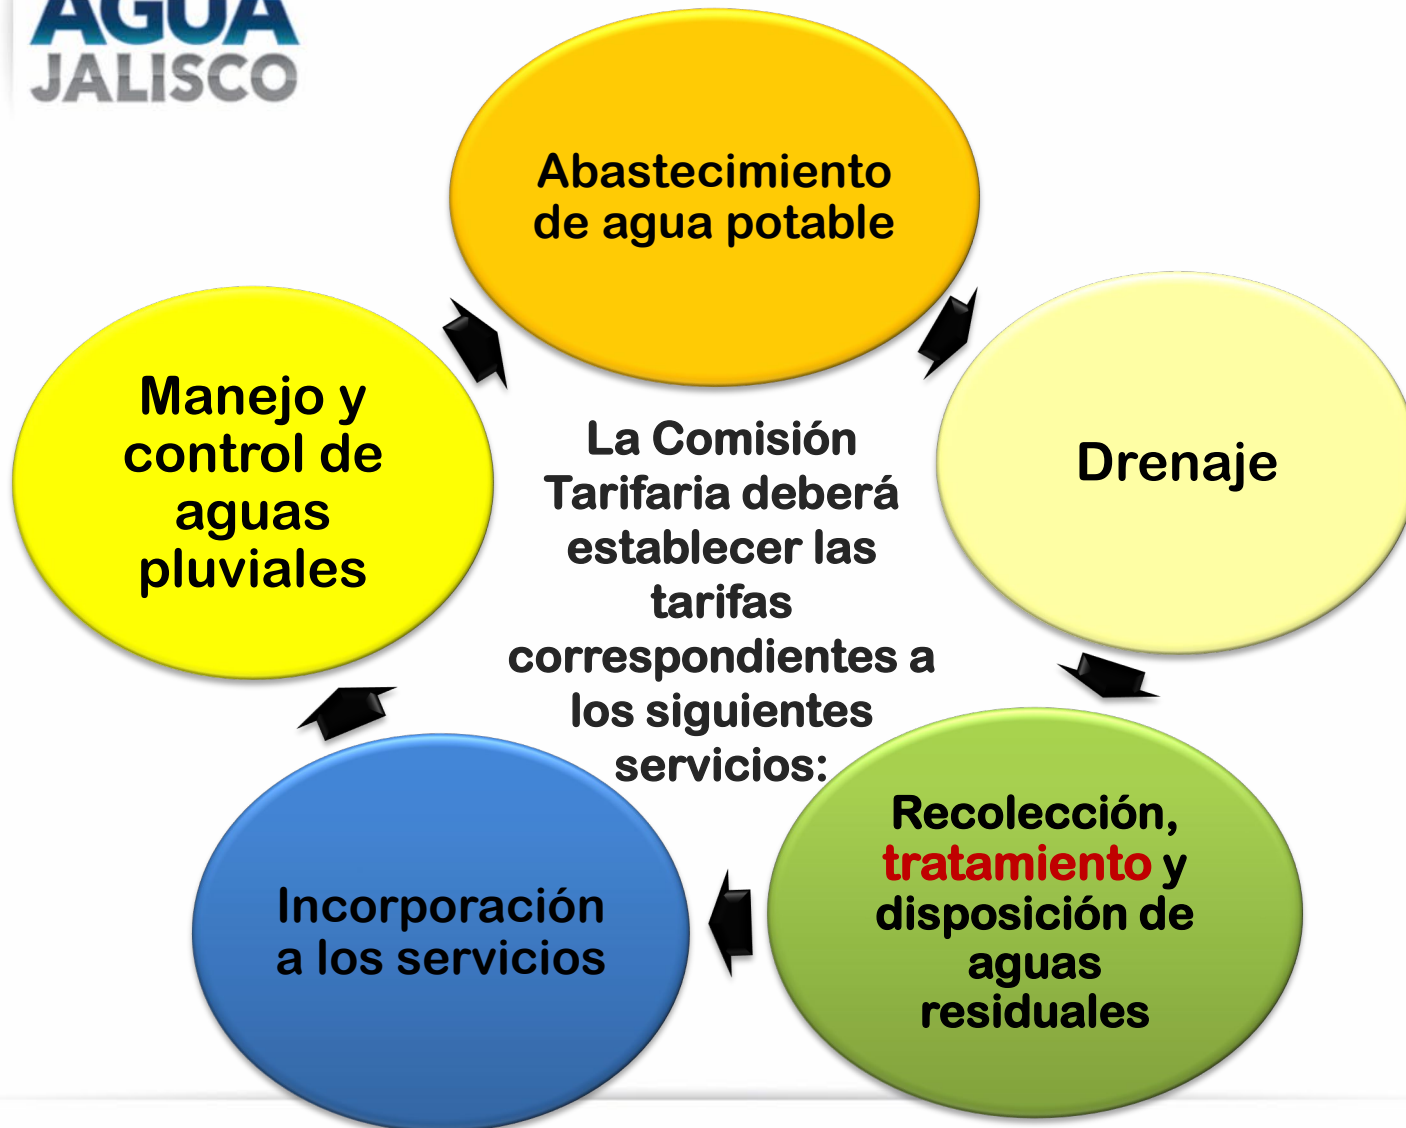 AGUA
JALISCO
Abastecimiento
de agua potable
Drenaje
Recolección,
tratamiento y
disposición de
aguas
residuales
Incorporación
a los servicios
Manejo y
control de
aguas
pluviales
La Comisión
Tarifaria deberá
establecer las
tarifas
correspondientes a
los siguientes
servicios: